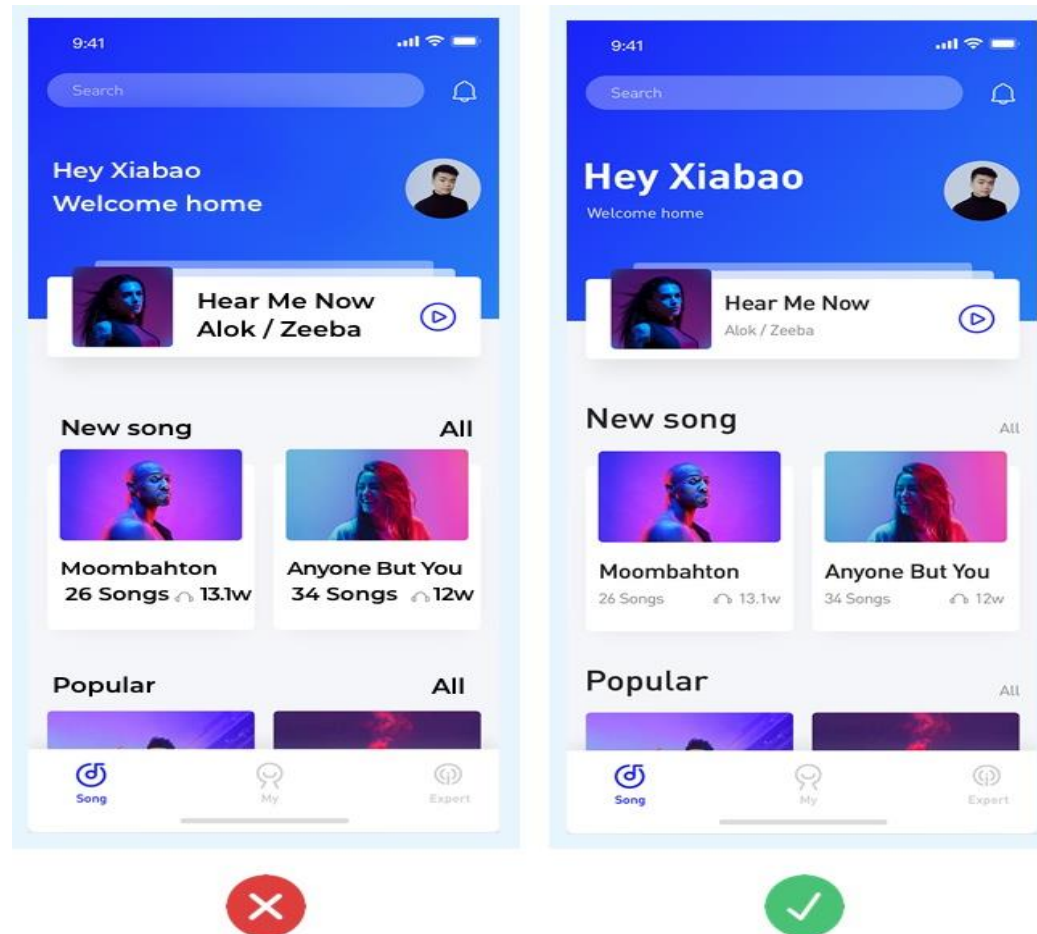 9:41
Search
Hey Xiabao
Welcome home
Hear Me Now
Alok / Zeeba
New song All
Moombahton Anyone But You
26 Songs 13.1w 34 Songs 12w
Popular All
Song My Expert
9:41
Search
Hey Xiabao
Welcome home
Hear Me Now
Alok / Zeeba
New song All
Moombahton Anyone But You
26 Songs 13.1w 34 Songs 12w
Popular All
Song My Expert